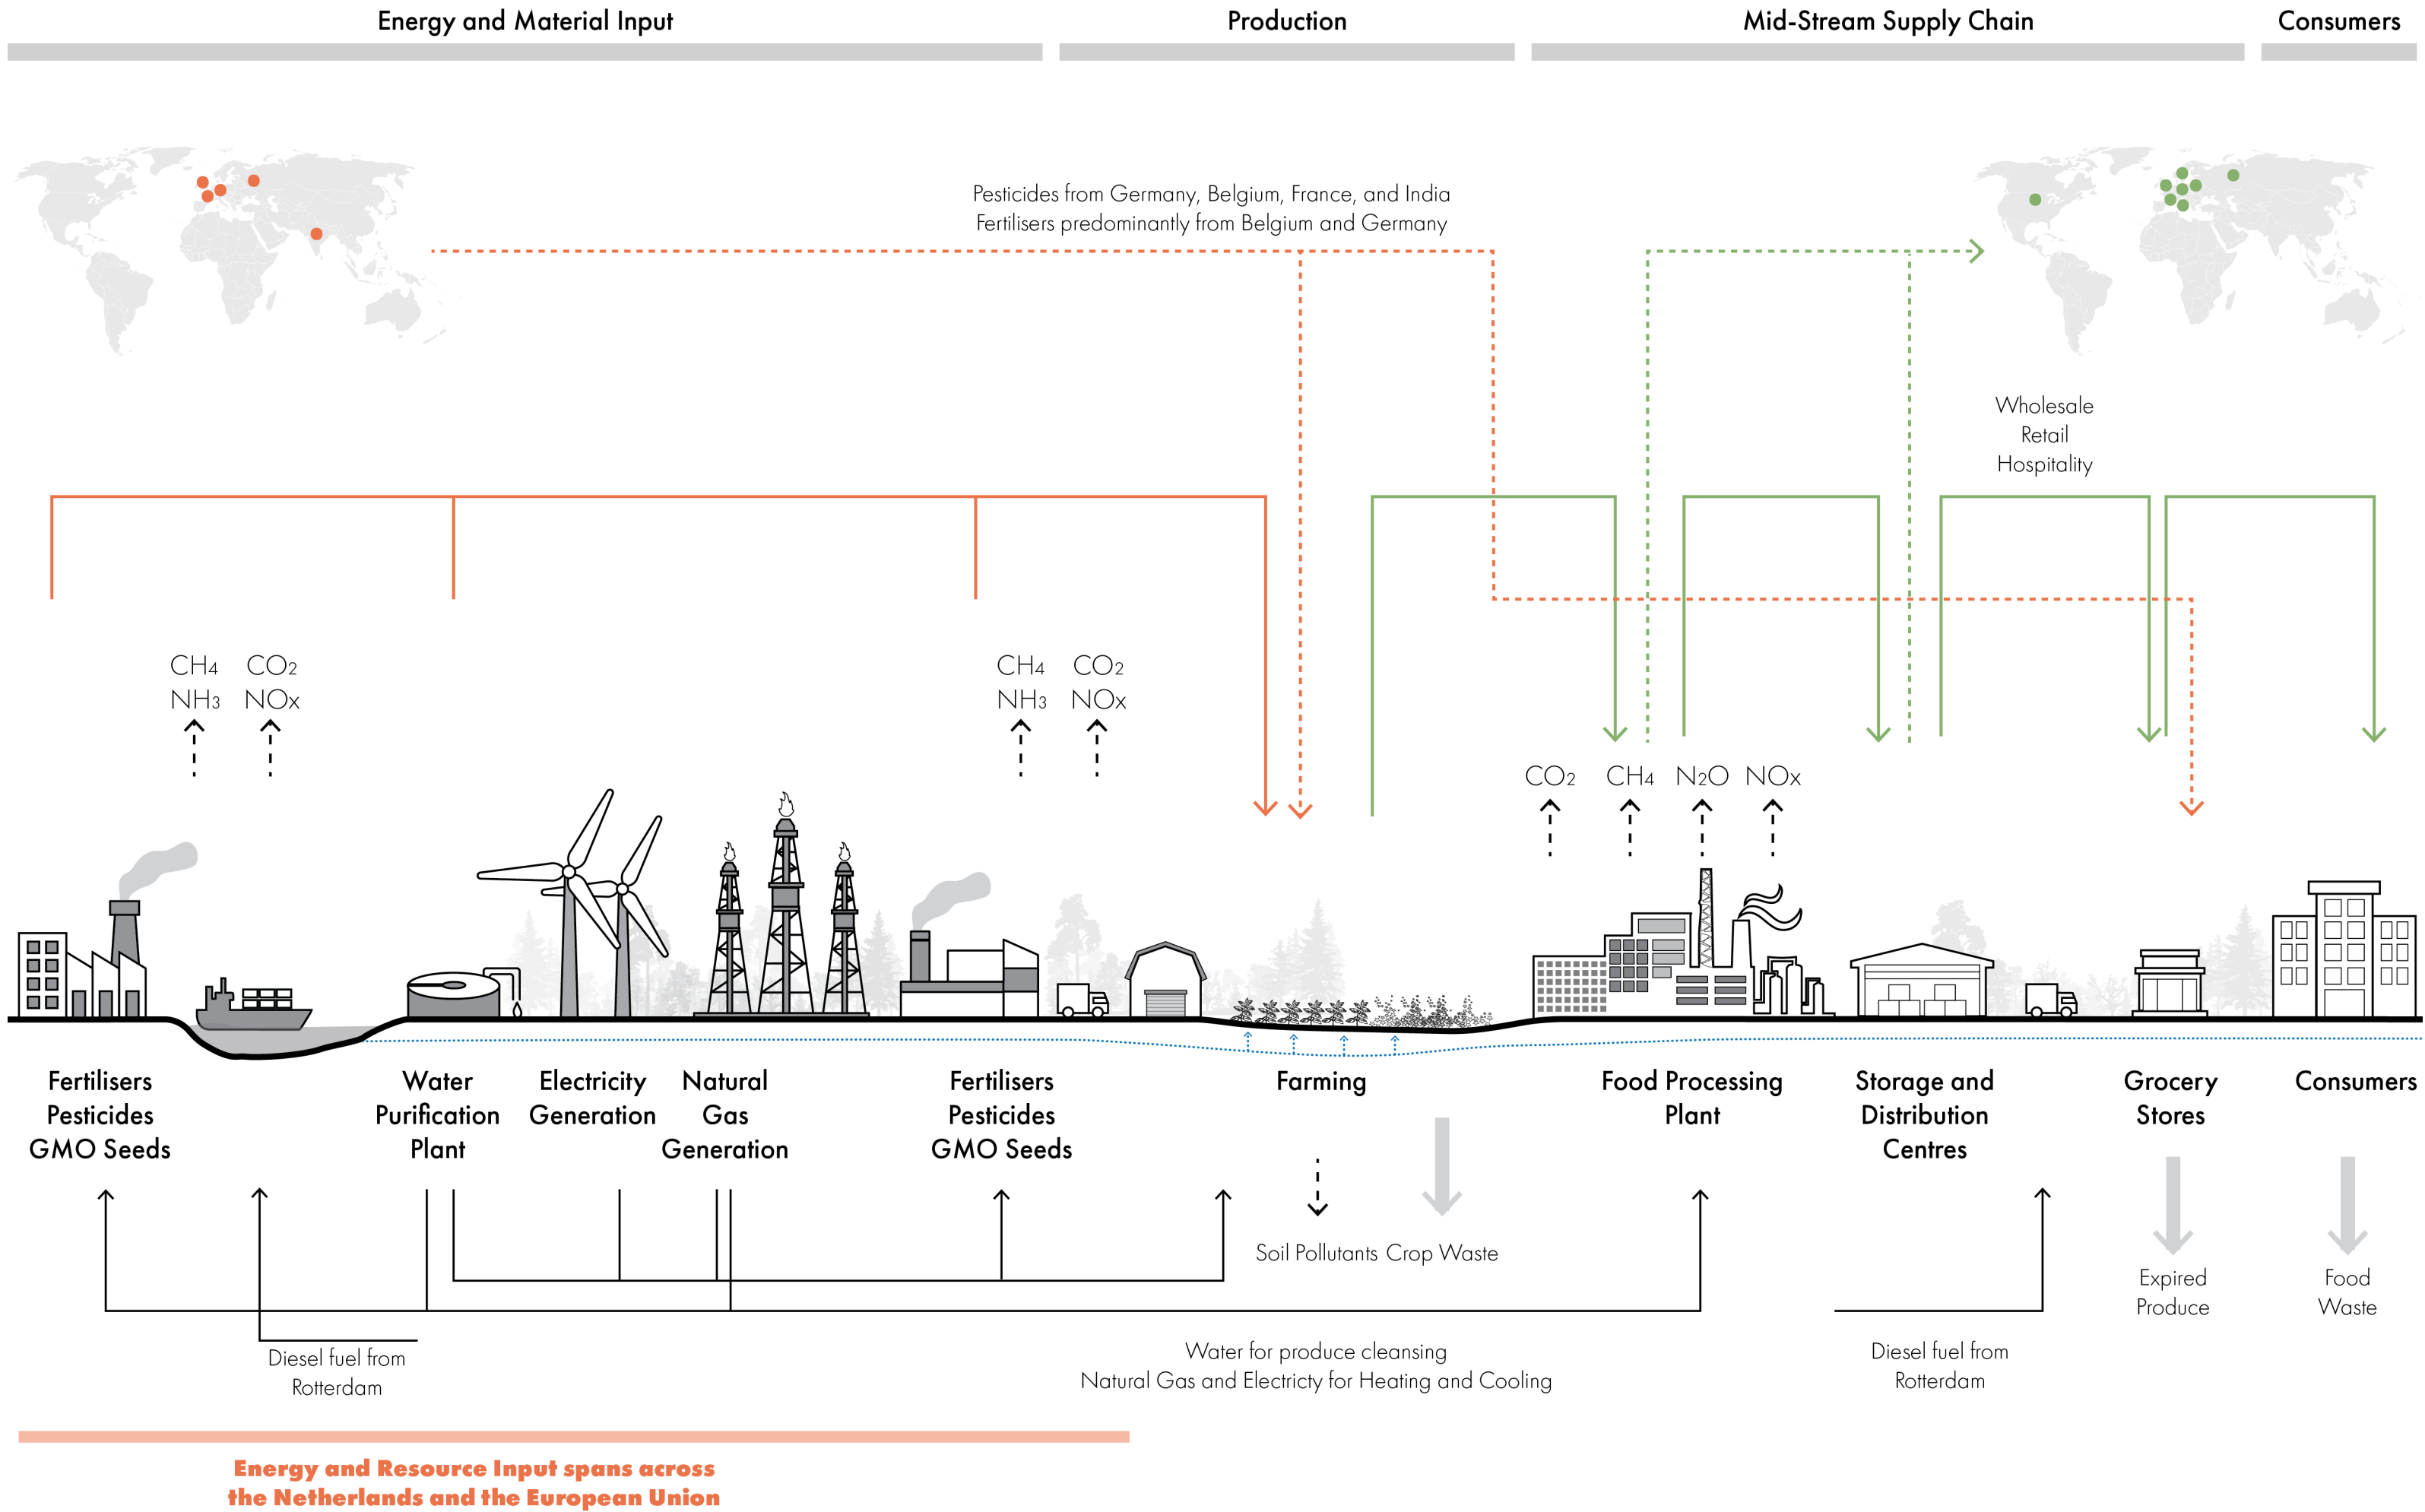 Energy and Material Input
Production
Mid-Stream Supply Chain
Consumers
Pesticides from Germany, Belgium, France, and India
Fertilisers predominantly from Belgium and Germany
Wholesale
Retail
Hospitality
CH4 CO2
NH3 NOx
CH4 CO2
NH3 NOx
CO2 CH4 N2O NOx
Fertilisers
Pesticides
GMO Seeds
Water
Purification
Plant
Electricity
Generation
Natural
Gas
Generation
Fertilisers
Pesticides
GMO Seeds
Farming
Food Processing
Plant
Storage and
Distribution
Centres
Grocery
Stores
Consumers
Soil Pollutants
Crop Waste
Expired
Produce
Food
Waste
Diesel fuel from
Rotterdam
Water for produce cleansing
Natural Gas and Electricty for Heating and Cooling
Diesel fuel from
Rotterdam
Energy and Resource Input spans across
the Netherlands and the European Union